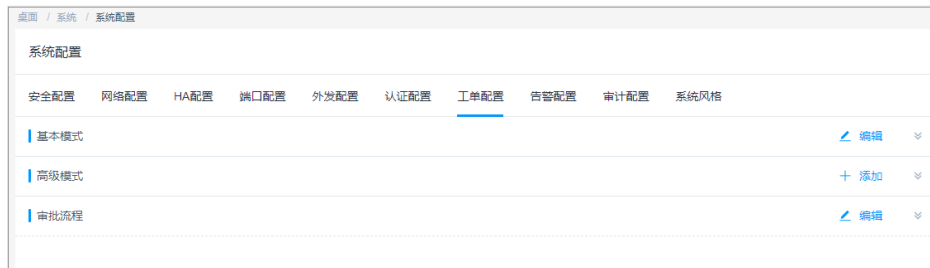 桌面 / 系统 / 系统配置
系统配置
安全配置 网络配置 HA配置 端口配置 外发配置 认证配置 工单配置 告警配置 审计配置 系统风格
基本模式 编辑
高级模式 添加
审批流程 编辑